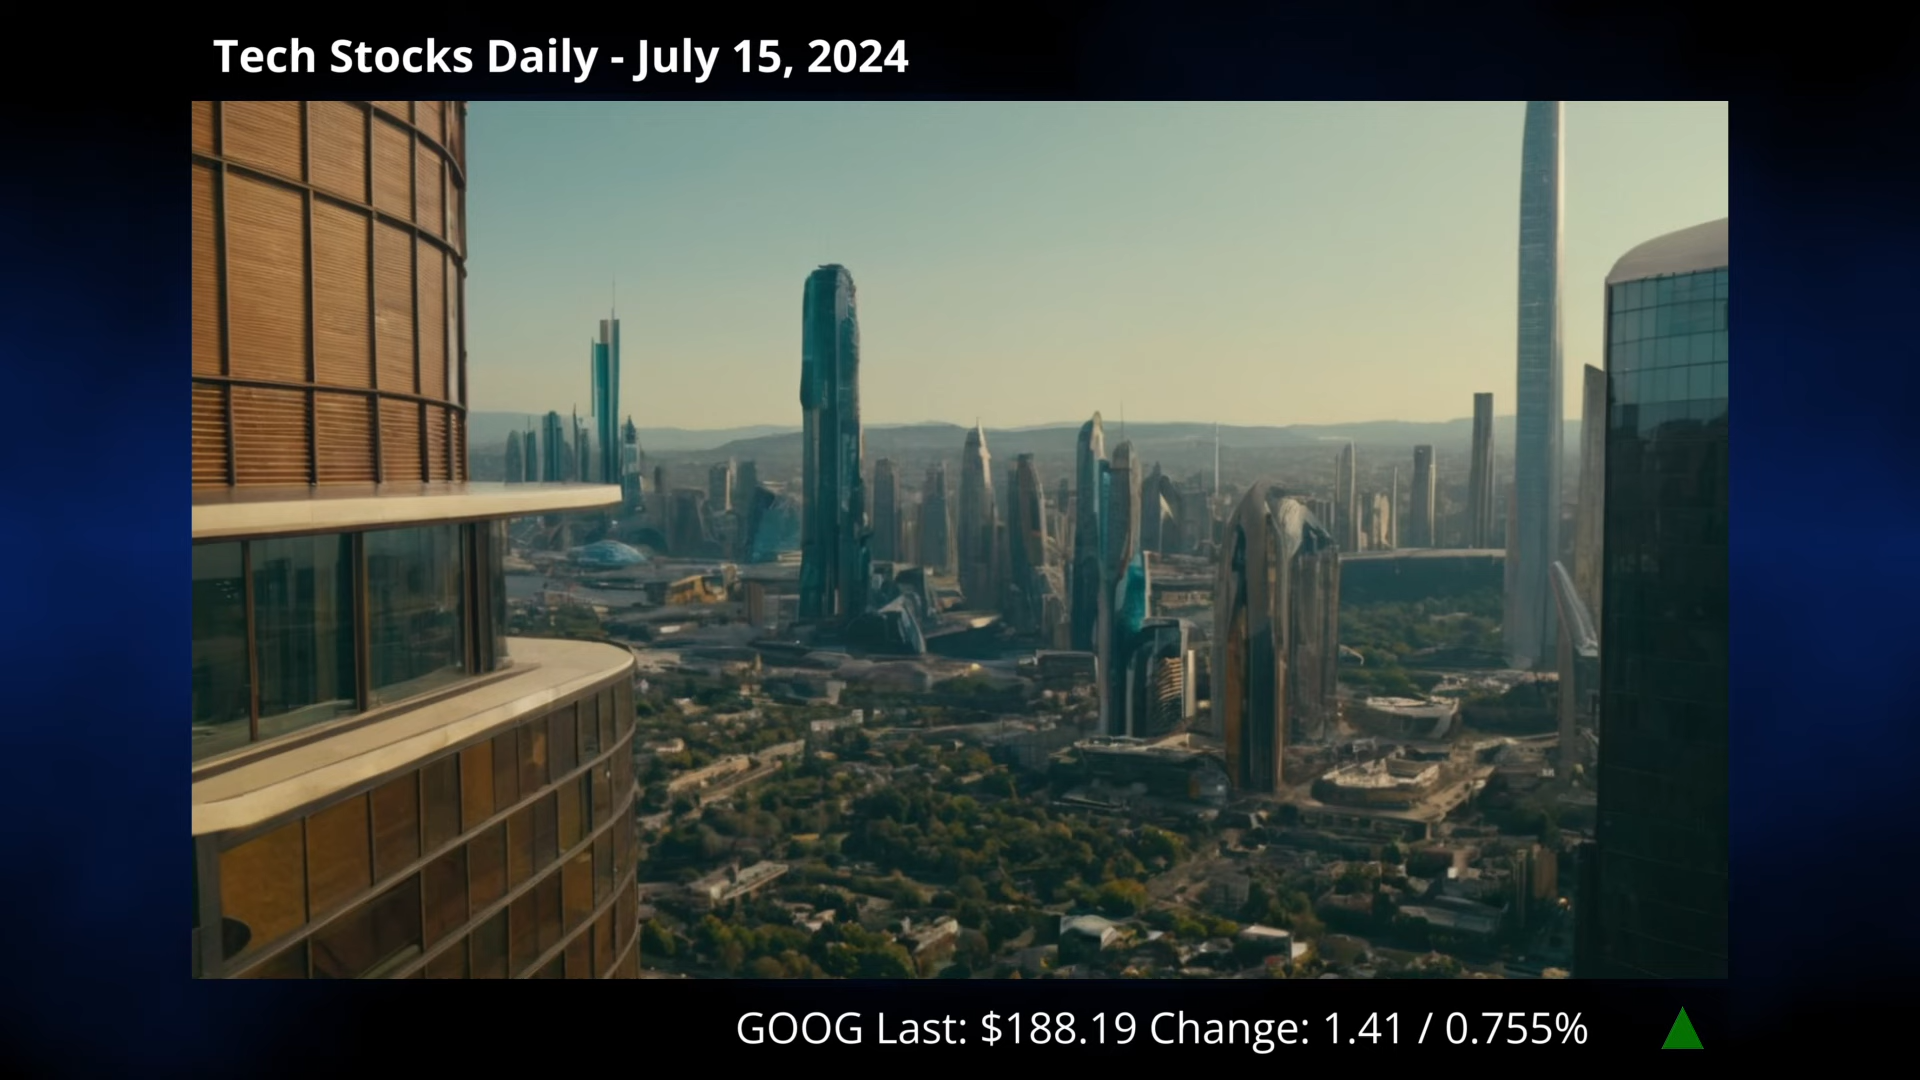 Tech Stocks Daily - July 15, 2024
GOOG Last: $188.19 Change: 1.41 / 0.755%